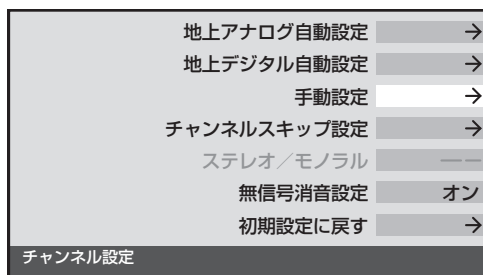 地上アナログ自動設定 →
地上デジタル自動設定 →
手動設定 →
チャンネルスキップ設定 →
ステレオ／モノラル ――
無信号消音設定 オン
初期設定に戻す →
チャンネル設定